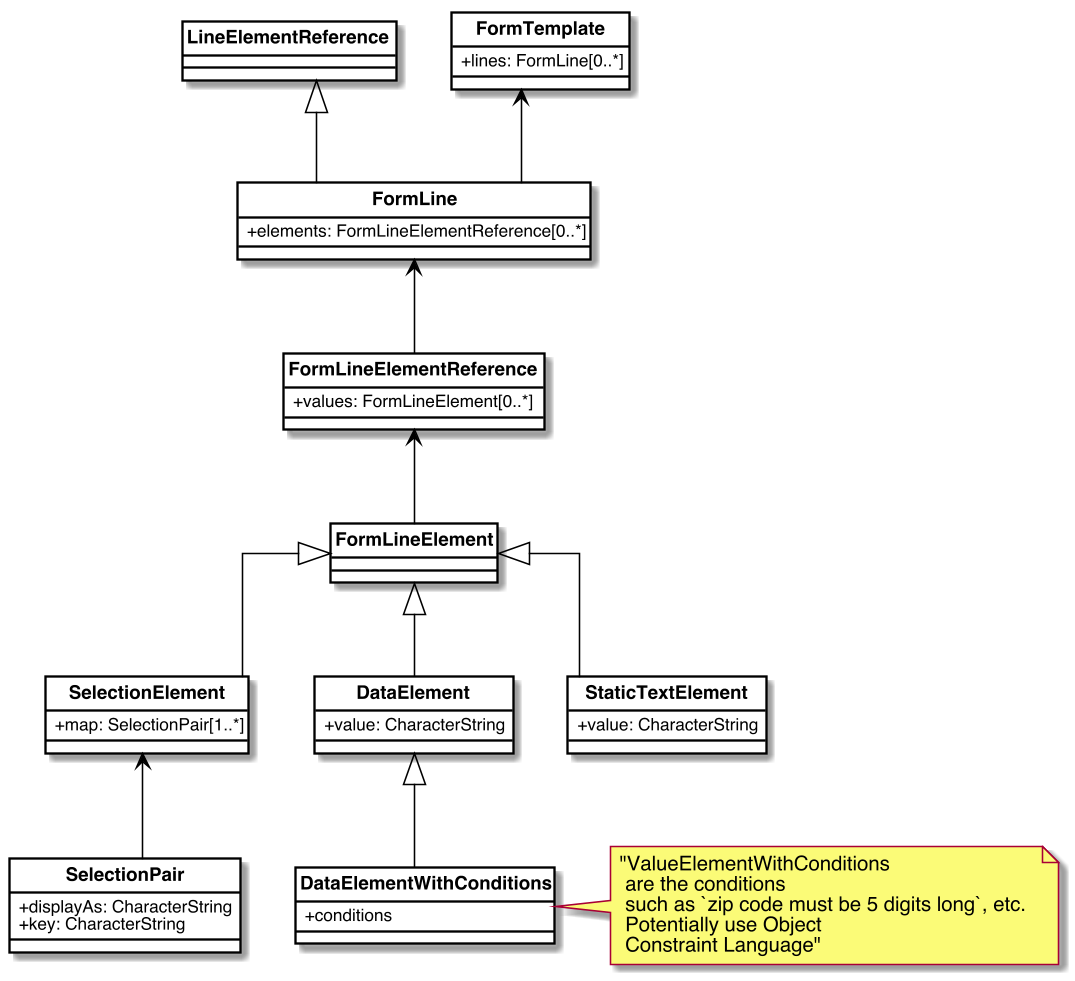 LineElementReference
FormTemplate
+lines: FormLine[0..*]
FormLine
+elements: FormLineElementReference[0..*]
FormLineElementReference
+values: FormLineElement[0..*]
FormLineElement
SelectionElement
+map: SelectionPair[1..*]
DataElement
+value: CharacterString
StaticTextElement
+value: CharacterString
SelectionPair
+displayAs: CharacterString
+key: CharacterString
DataElementWithConditions
+conditions
"ValueElementWithConditions
are the conditions
such as `zip code must be 5 digits long`, etc.
Potentially use Object
Constraint Language"